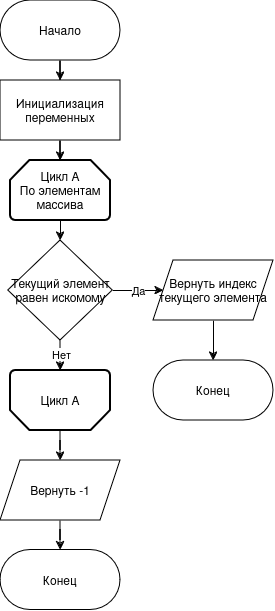 Начало
Инициализация
переменных
Цикл А
По элементам
массива
Текущий элемент
равен искомому
Да
Вернуть индекс
текущего элемента
Нет
Конец
Цикл А
Вернуть -1
Конец